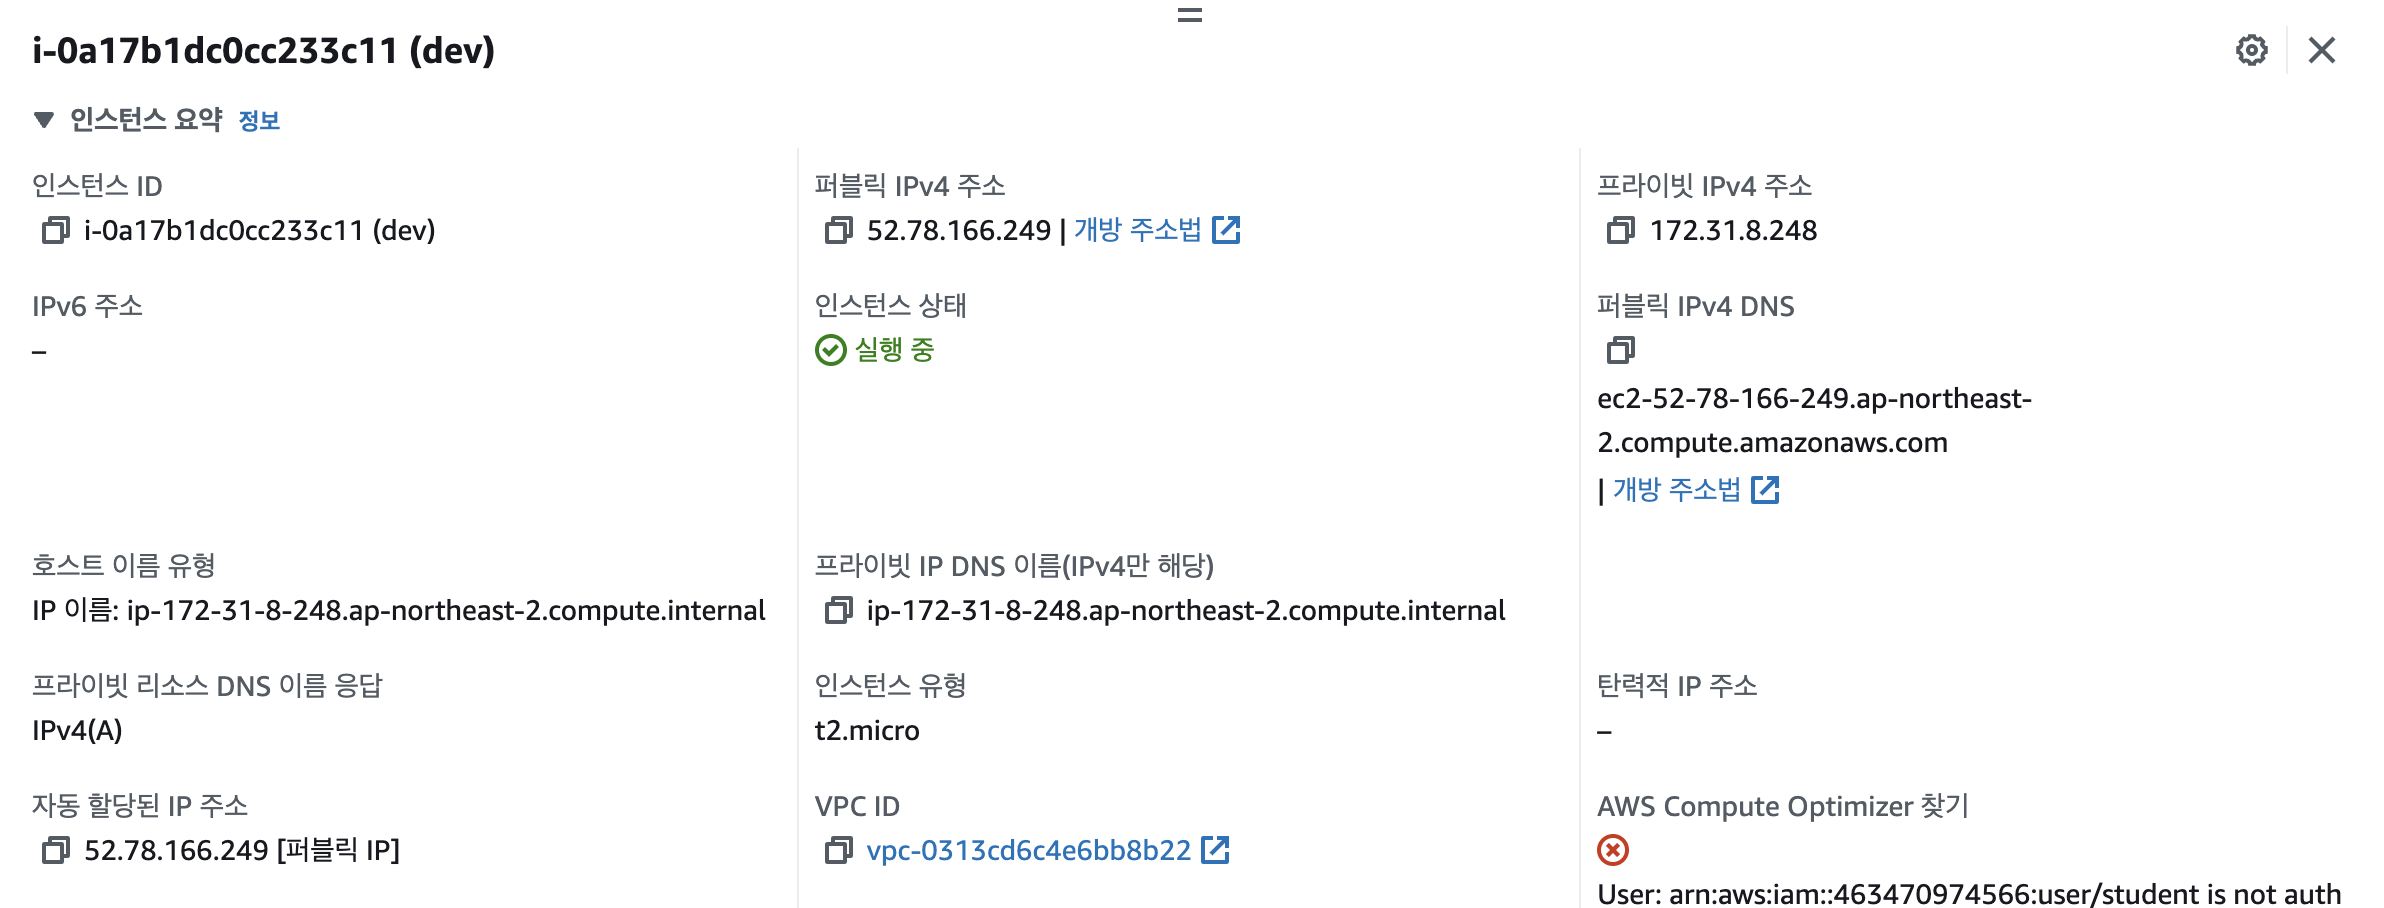 i-0a17b1dc0cc233c11 (dev)
인스턴스 요약 정보
인스턴스 ID
i-0a17b1dc0cc233c11 (dev)
퍼블릭 IPv4 주소
52.78.166.249 | 개방 주소법
프라이빗 IPv4 주소
172.31.8.248
IPv6 주소
–
인스턴스 상태
실행 중
퍼블릭 IPv4 DNS
ec2-52-78-166-249.ap-northeast-
2.compute.amazonaws.com
| 개방 주소법
호스트 이름 유형
IP 이름: ip-172-31-8-248.ap-northeast-2.compute.internal
프라이빗 IP DNS 이름(IPv4만 해당)
ip-172-31-8-248.ap-northeast-2.compute.internal
프라이빗 리소스 DNS 이름 응답
IPv4(A)
인스턴스 유형
t2.micro
탄력적 IP 주소
–
자동 할당된 IP 주소
52.78.166.249 [퍼블릭 IP]
VPC ID
vpc-0313cd6c4e6bb8b22
AWS Compute Optimizer 찾기
User: arn:aws:iam::463470974566:user/student is not auth